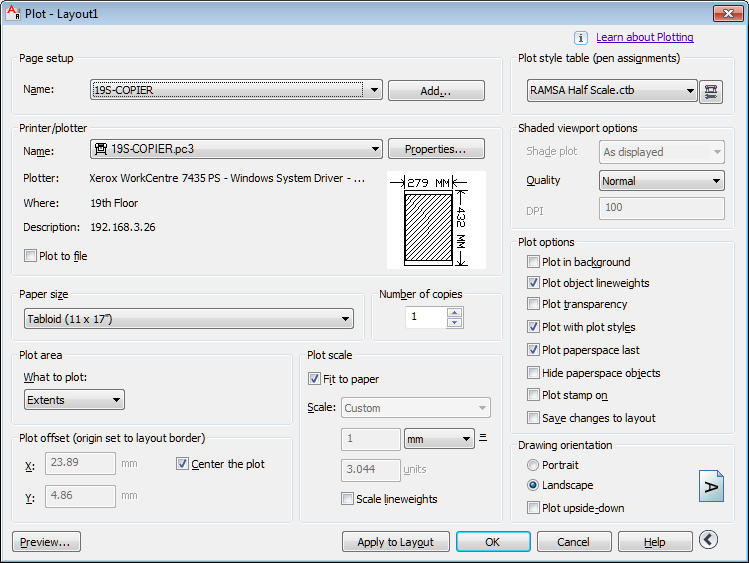 Plot - Layout1
Learn about Plotting
Page setup
Name:
19S-COPIER
Add...
Plot style table (pen assignments)
RAMSA Half Scale.ctb
Printer/plotter
Name:
19S-COPIER.pc3
Properties...
Plotter:
Xerox WorkCentre 7435 PS - Windows System Driver - ...
Where:
19th Floor
Description:
192.168.3.26
Plot to file
279 MM
432 MM
Shaded viewport options
Shade plot
As displayed
Quality
Normal
DPI
100
Paper size
Tabloid (11 x 17")
Number of copies
1
Plot options
Plot in background
Plot object lineweights
Plot transparency
Plot with plot styles
Plot paperspace last
Hide paperspace objects
Plot stamp on
Save changes to layout
Plot area
What to plot:
Extents
Plot scale
Fit to paper
Scale:
Custom
1
mm
=
3.044
units
Scale lineweights
Plot offset (origin set to layout border)
X:
23.89
mm
Center the plot
Y:
4.86
mm
Drawing orientation
Portrait
Landscape
Plot upside-down
A
Preview...
Apply to Layout
OK
Cancel
Help